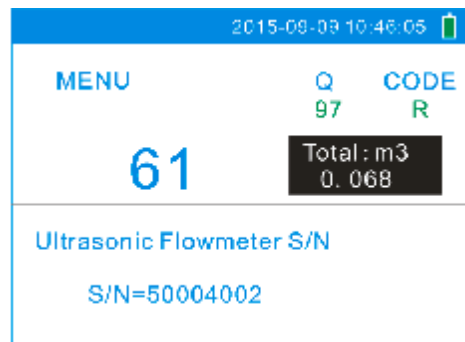 2015-09-09 10:46:05
MENU
Q CODE
97 R
61
Total:m3
0.068
Ultrasonic Flowmeter S/N
S/N=50004002